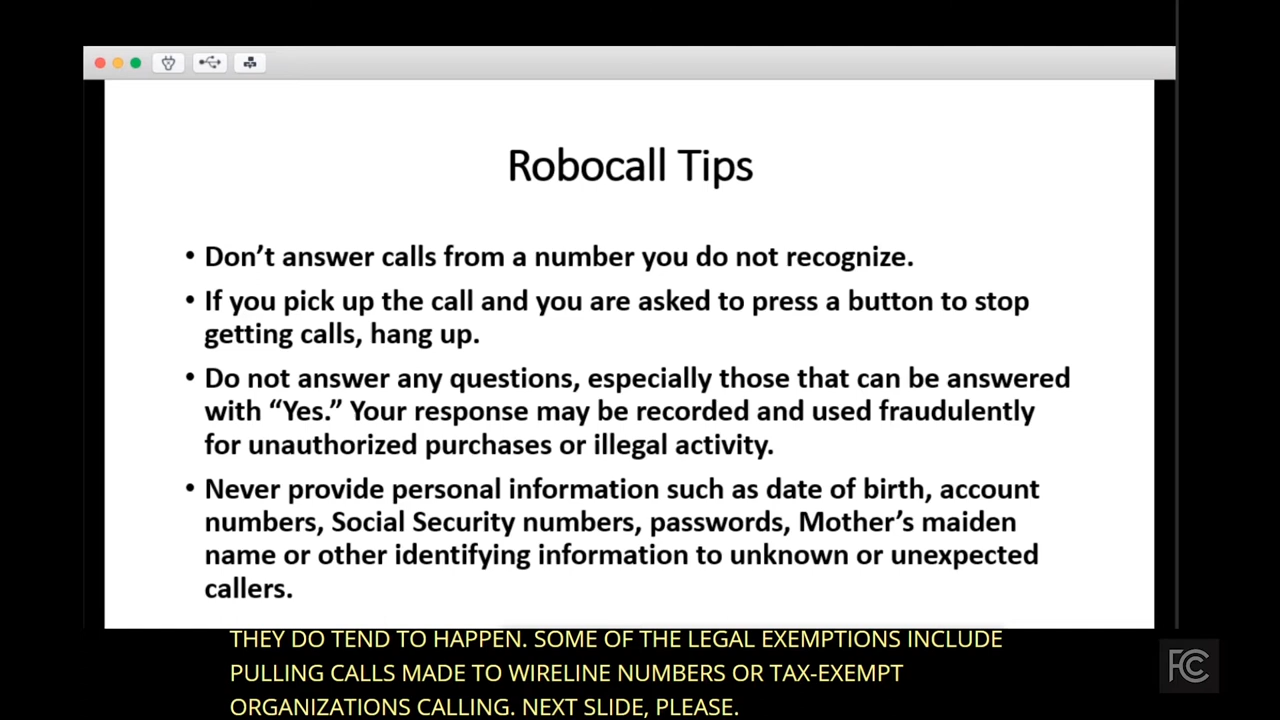 Robocall Tips
• Don’t answer calls from a number you do not recognize.
• If you pick up the call and you are asked to press a button to stop
getting calls, hang up.
• Do not answer any questions, especially those that can be answered
with “Yes.” Your response may be recorded and used fraudulently
for unauthorized purchases or illegal activity.
• Never provide personal information such as date of birth, account
numbers, Social Security numbers, passwords, Mother’s maiden
name or other identifying information to unknown or unexpected
callers.
THEY DO TEND TO HAPPEN. SOME OF THE LEGAL EXEMPTIONS INCLUDE
PULLING CALLS MADE TO WIRELINE NUMBERS OR TAX-EXEMPT
ORGANIZATIONS CALLING. NEXT SLIDE, PLEASE.
FCC